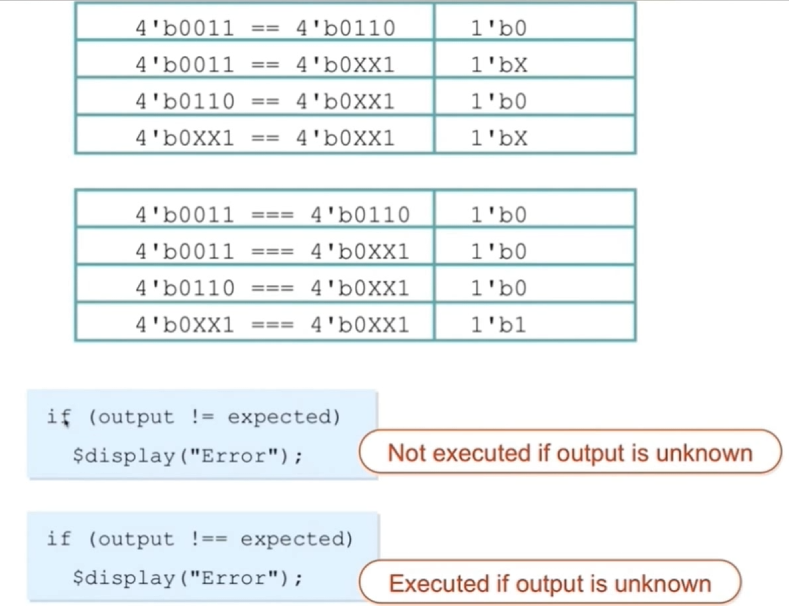 4'b0011 == 4'b0110 1'b0
4'b0011 == 4'b0XX1 1'bX
4'b0110 == 4'b0XX1 1'b0
4'b0XX1 == 4'b0XX1 1'bX
4'b0011 === 4'b0110 1'b0
4'b0011 === 4'b0XX1 1'b0
4'b0110 === 4'b0XX1 1'b0
4'b0XX1 === 4'b0XX1 1'b1
if (output != expected)
$display("Error");
Not executed if output is unknown
if (output !== expected)
$display("Error");
Executed if output is unknown